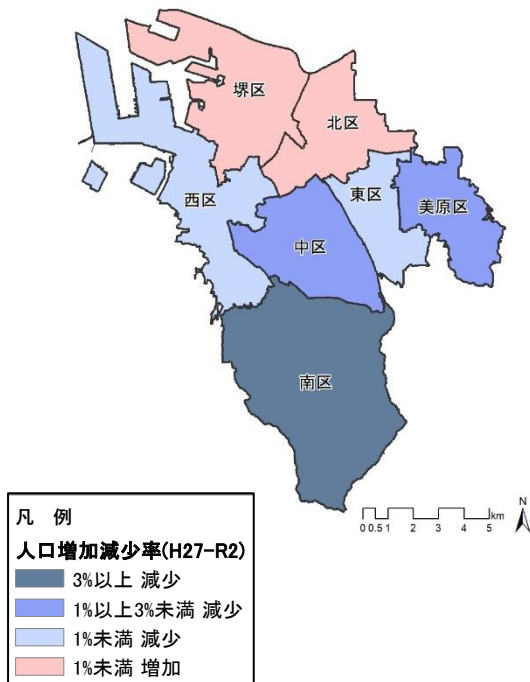 堺区
北区
西区
東区
美原区
中区
南区
N
km
0 0.5 1 2 3 4 5
凡 例
人口増加減少率(H27-R2)
3%以上 減少
1%以上3%未満 減少
1%未満 減少
1%未満 増加